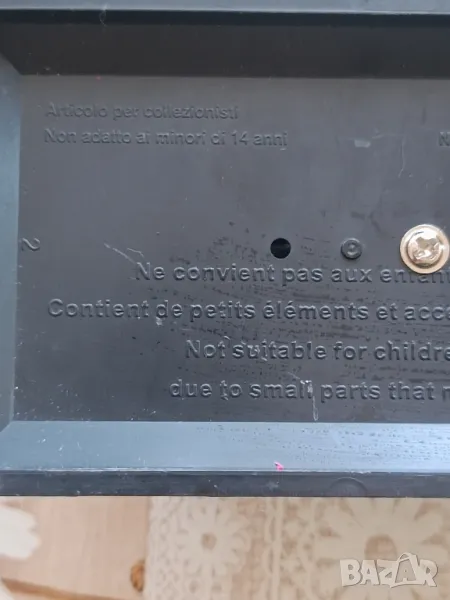 Articolo per collezionisti
Non adatto ai minori di 14 anni
N
2
Ne convient pas aux enfan
Contient de petits éléments et acce
Not suitable for childre
due to small parts that
BAZAR